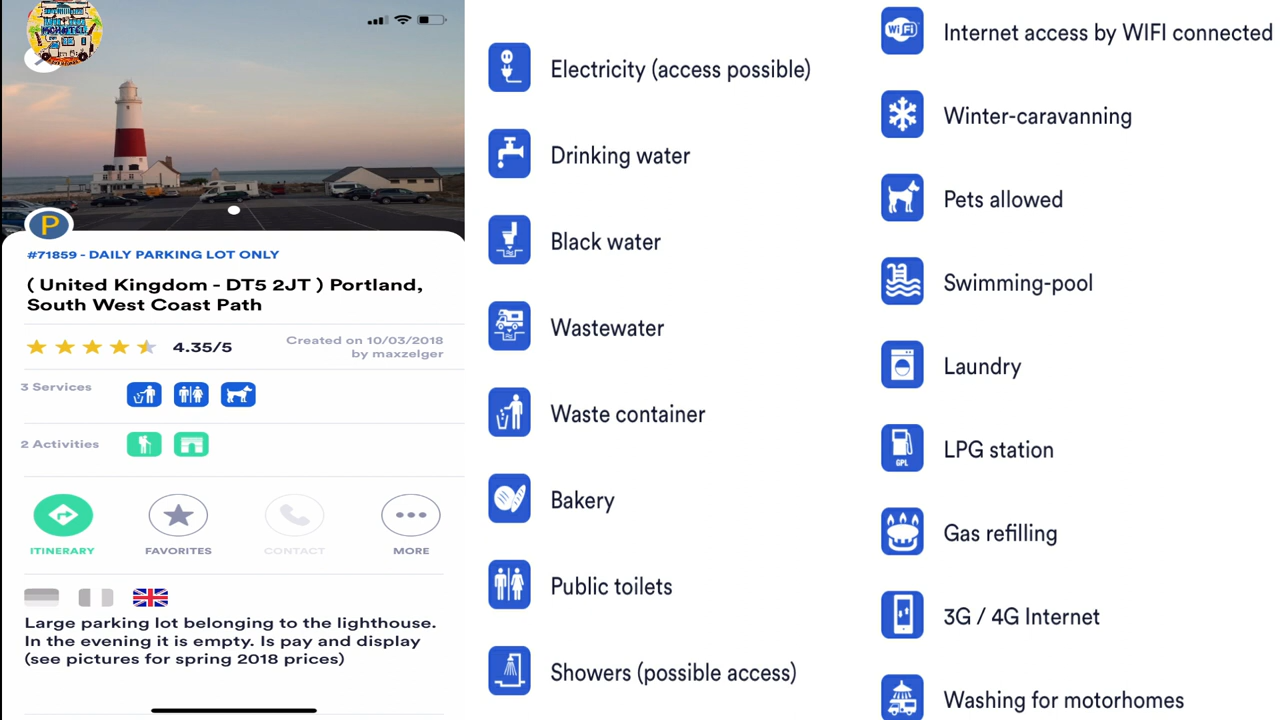 P
#71859 - DAILY PARKING LOT ONLY
( United Kingdom - DT5 2JT ) Portland,
South West Coast Path
4.35/5
Created on 10/03/2018
by maxzelger
3 Services
2 Activities
ITINERARY
FAVORITES
CONTACT
MORE
Large parking lot belonging to the lighthouse.
In the evening it is empty. Is pay and display
(see pictures for spring 2018 prices)
Electricity (access possible)
Drinking water
Black water
Wastewater
Waste container
Bakery
Public toilets
Showers (possible access)
WiFi
Internet access by WIFI connected
Winter-caravanning
Pets allowed
Swimming-pool
Laundry
GPL
LPG station
Gas refilling
3G / 4G Internet
Washing for motorhomes